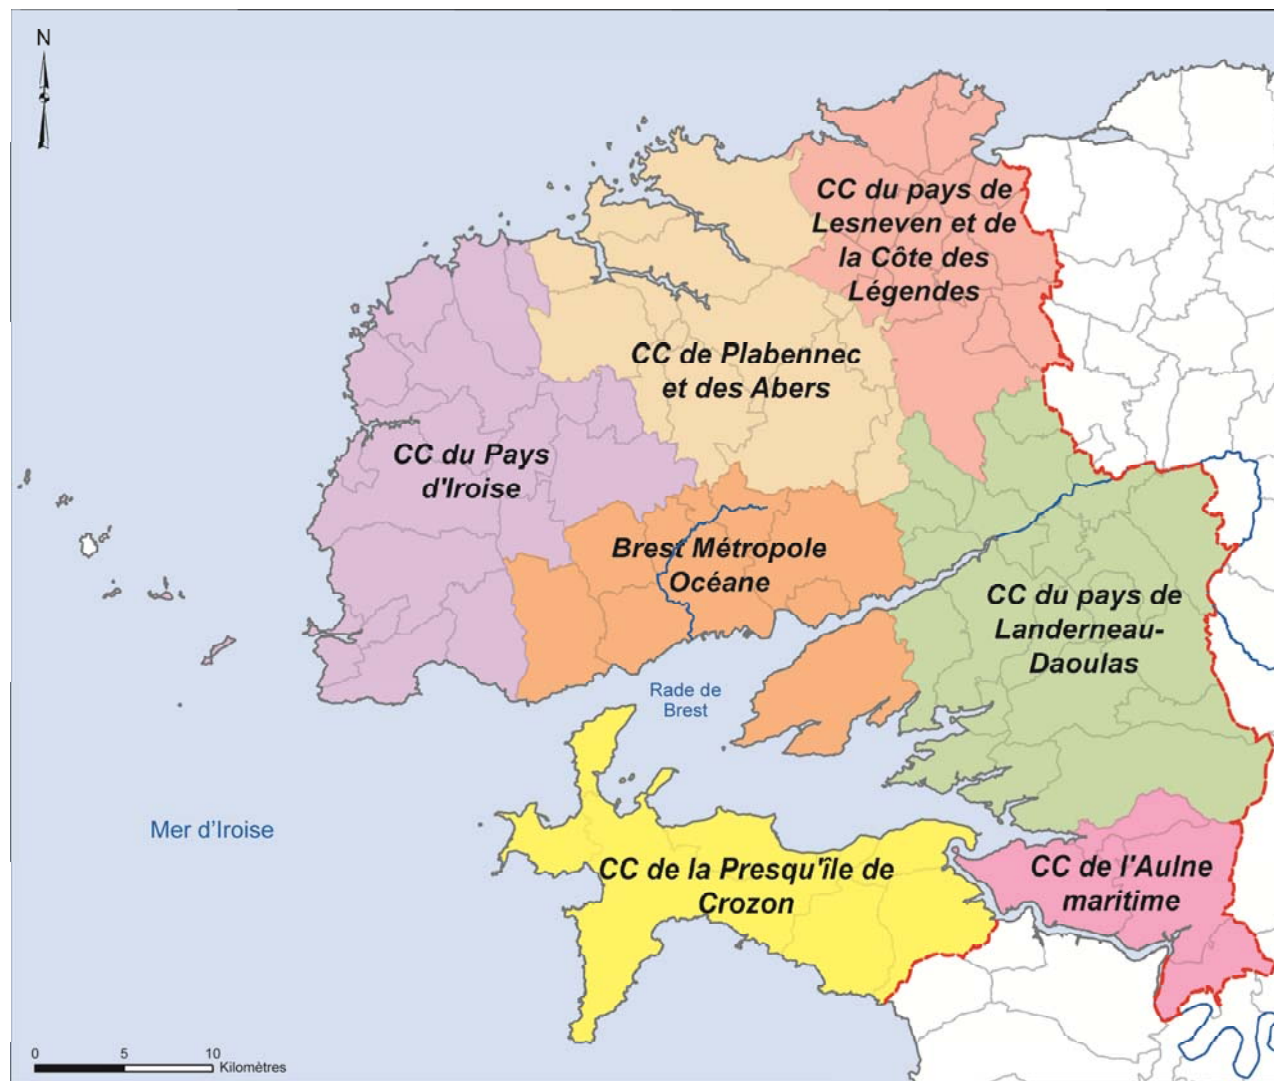 N
CC du pays de
Lesneven et de
la Côte des
Légendes
CC de Plabennec
et des Abers
CC du Pays
d'Iroise
Brest Métropole
Océane
CC du pays de
Landerneau-
Daoulas
Rade de
Brest
Mer d'Iroise
CC de la Presqu'île de
Crozon
CC de l'Aulne
maritime
0 5 10
Kilomètres